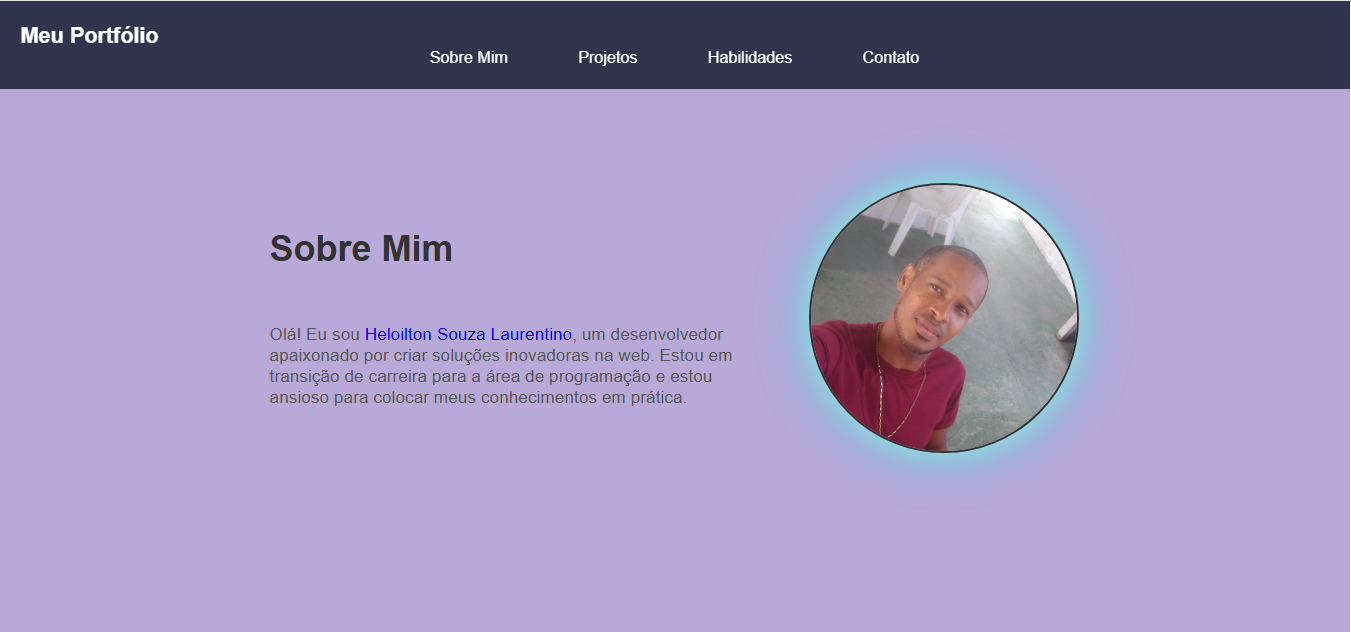 Meu Portfólio
Sobre Mim Projetos Habilidades Contato
Sobre Mim
Olá! Eu sou Heloilton Souza Laurentino, um desenvolvedor
apaixonado por criar soluções inovadoras na web. Estou em
transição de carreira para a área de programação e estou
ansioso para colocar meus conhecimentos em prática.